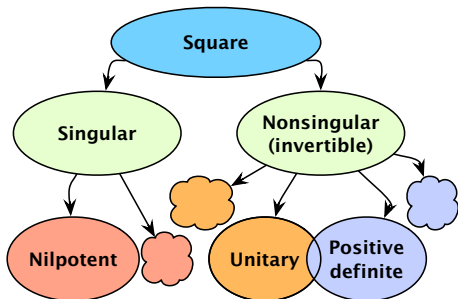 Square
Singular
Nonsingular
(invertible)
Nilpotent
Unitary
Positive
definite